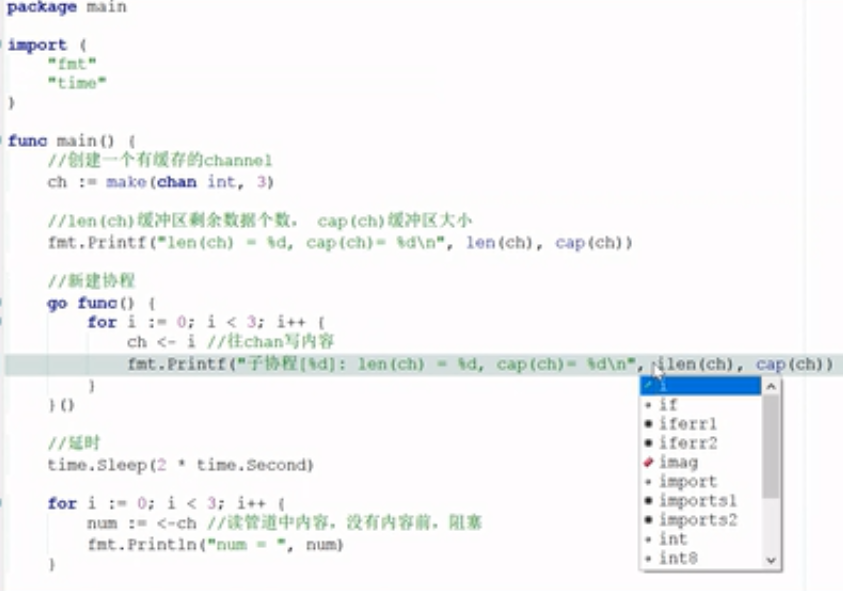 package main
import (
"fmt"
"time"
)
func main() {
//创建一个有缓存的channel
ch := make(chan int, 3)
//len(ch)缓冲区剩余数据个数， cap(ch)缓冲区大小
fmt.Printf("len(ch) = %d, cap(ch)= %d\n", len(ch), cap(ch))
//新建协程
go func() {
for i := 0; i < 3; i++ {
ch <- i //往chan写内容
fmt.Printf("子协程[%d]: len(ch) = %d, cap(ch)= %d\n", ilen(ch), cap(ch))
}
}()
//延时
time.Sleep(2 * time.Second)
for i := 0; i < 3; i++ {
num := <-ch //读管道中内容，没有内容前，阻塞
fmt.Println("num = ", num)
}
i
if
iferr1
iferr2
imag
import
imports1
imports2
int
int8